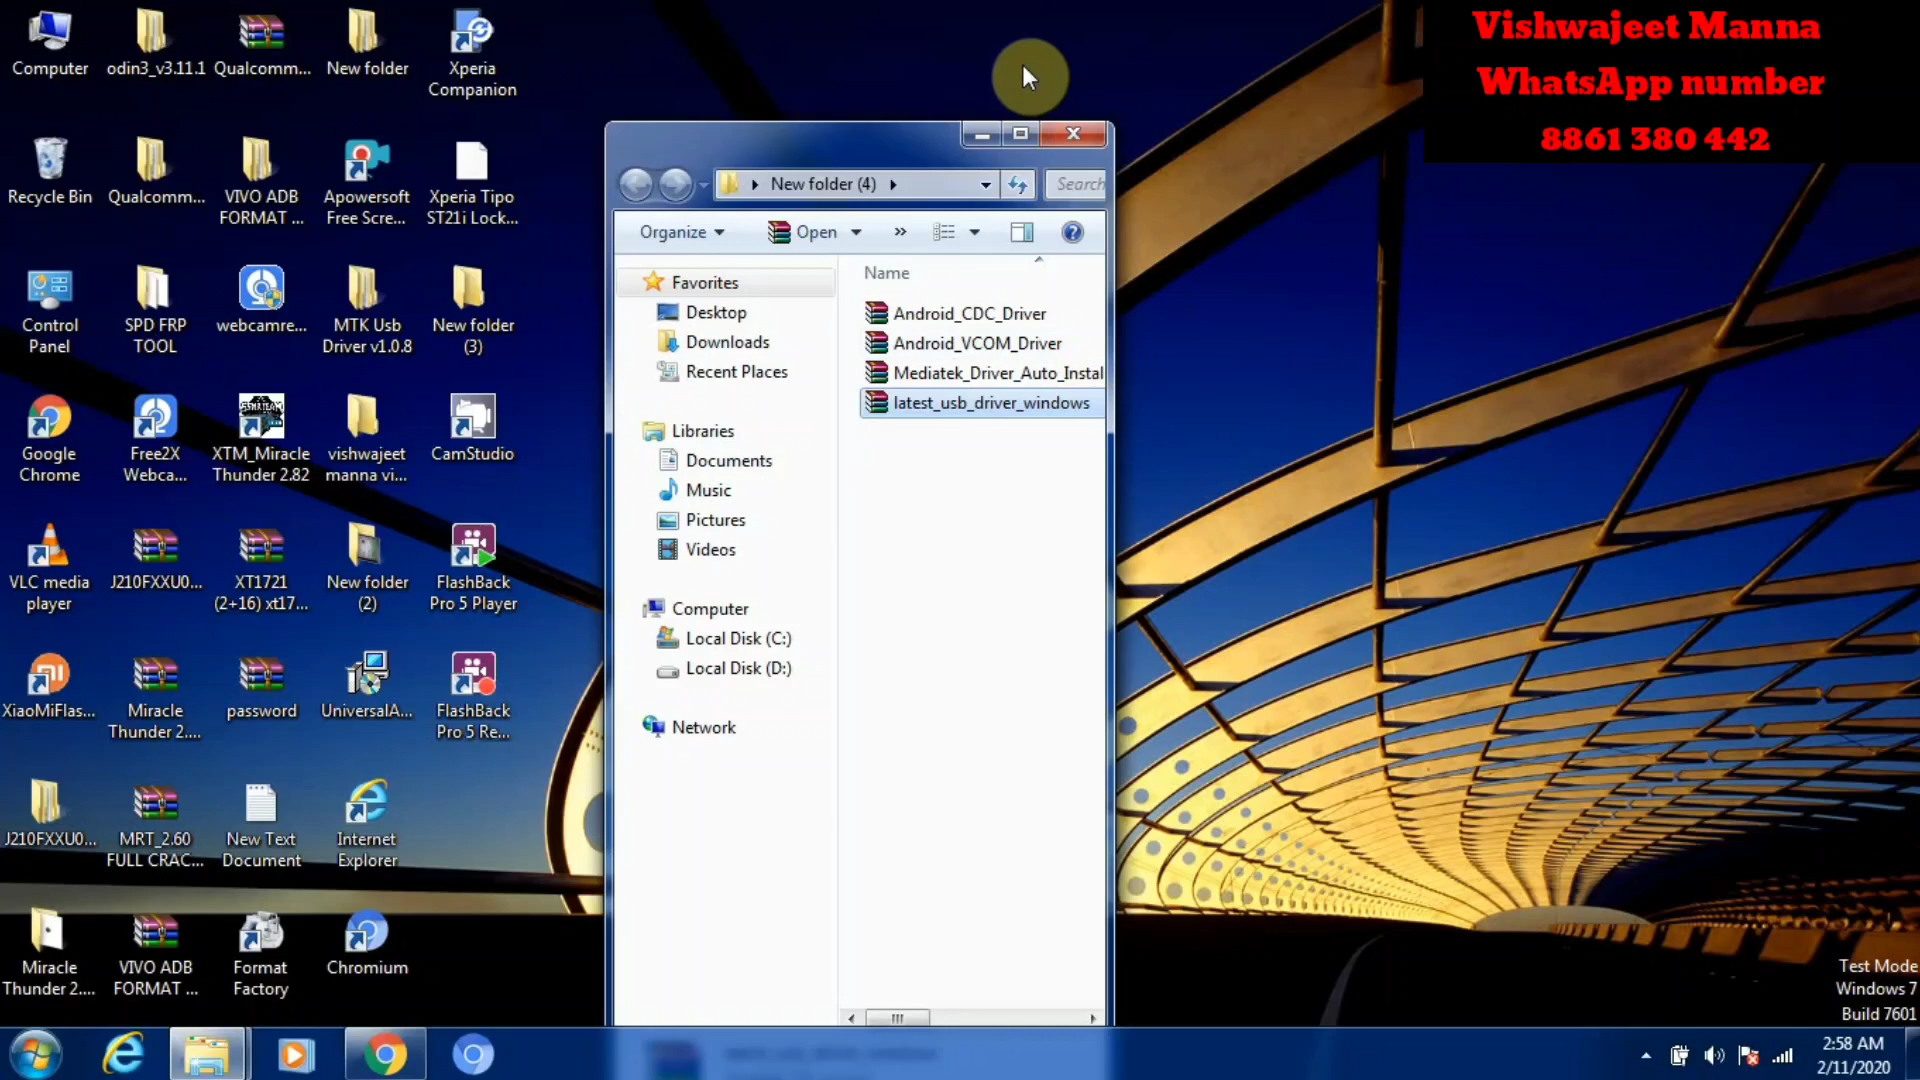 Vishwajeet Manna
WhatsApp number
8861 380 442
Computer
odin3_v3.11.1
Qualcomm...
New folder
Xperia
Companion
Recycle Bin
Qualcomm...
VIVO ADB
FORMAT ...
Apowersoft
Free Scre...
Xperia Tipo
ST21i Lock...
Control
Panel
SPD FRP
TOOL
webcamre...
MTK Usb
Driver v1.0.8
New folder
(3)
Google
Chrome
Free2X
Webca...
XTM_Miracle
Thunder 2.82
vishwajeet
manna vi...
CamStudio
VLC media
player
J210FXXU0...
XT1721
(2+16) xt17...
New folder
(2)
FlashBack
Pro 5 Player
XiaoMiFlas...
Miracle
Thunder 2....
password
UniversalA...
FlashBack
Pro 5 Re...
J210FXXU0...
MRT_2.60
FULL CRAC...
New Text
Document
Internet
Explorer
Miracle
Thunder 2....
VIVO ADB
FORMAT ...
Format
Factory
Chromium
New folder (4)
Search
Organize
Open
»
Favorites
Desktop
Downloads
Recent Places
Libraries
Documents
Music
Pictures
Videos
Computer
Local Disk (C:)
Local Disk (D:)
Network
Name
Android_CDC_Driver
Android_VCOM_Driver
Mediatek_Driver_Auto_Instal
latest_usb_driver_windows
Test Mode
Windows 7
Build 7601
2:58 AM
2/11/2020